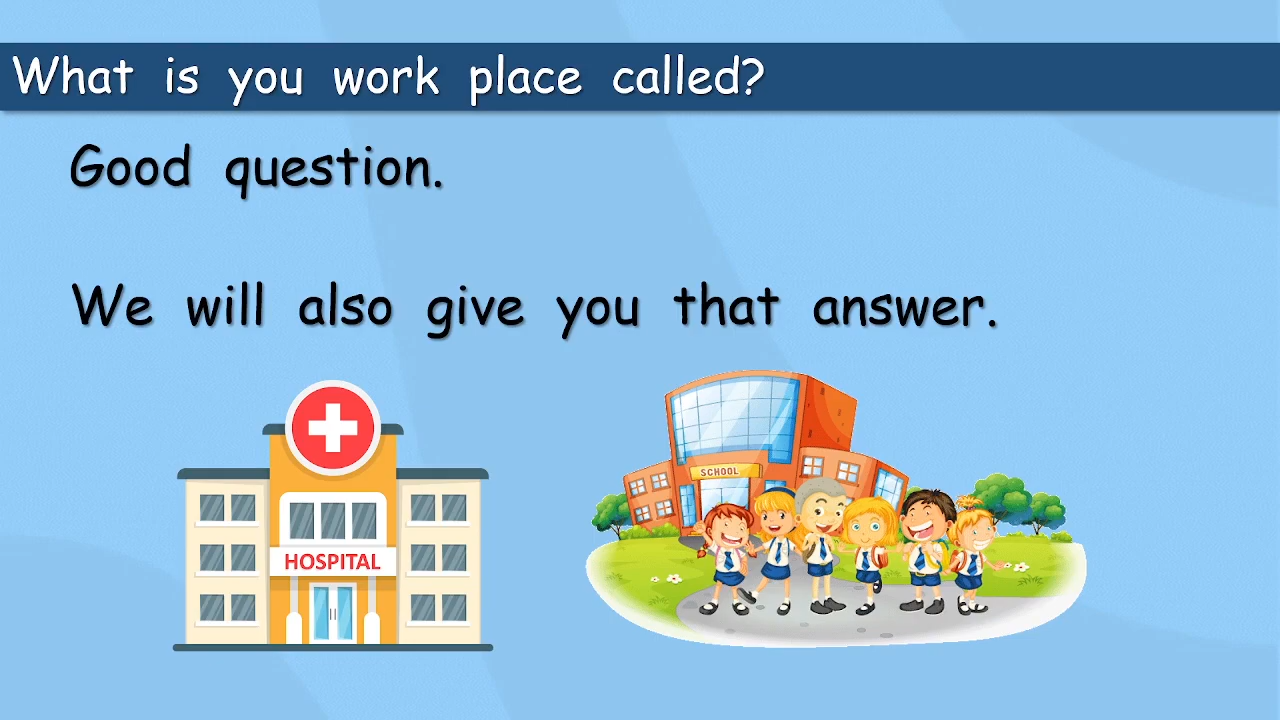 What is you work place called?
Good question.
We will also give you that answer.
SCHOOL
HOSPITAL